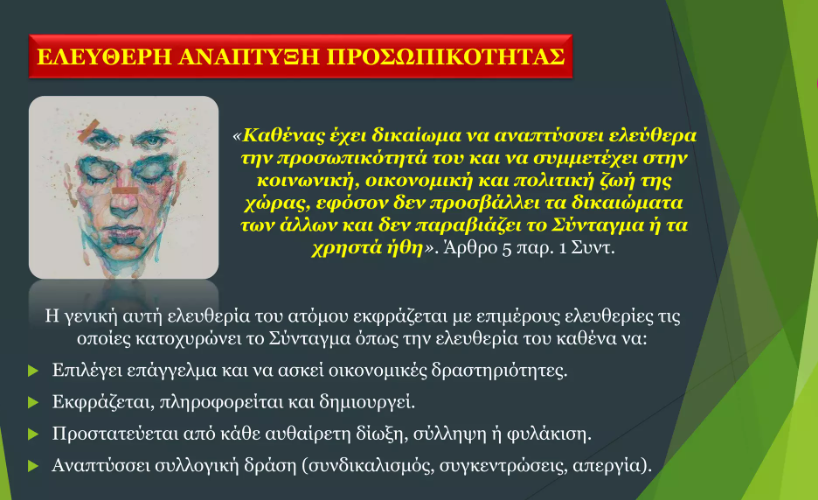 ΕΛΕΥΘΕΡΗ ΑΝΑΠΤΥΞΗ ΠΡΟΣΩΠΙΚΟΤΗΤΑΣ
«Καθένας έχει δικαίωμα να αναπτύσσει ελεύθερα
την προσωπικότητά του και να συμμετέχει στην
κοινωνική, οικονομική και πολιτική ζωή της
χώρας, εφόσον δεν προσβάλλει τα δικαιώματα
των άλλων και δεν παραβιάζει το Σύνταγμα ή τα
χρηστά ήθη». Άρθρο 5 παρ. 1 Συντ.
Η γενική αυτή ελευθερία του ατόμου εκφράζεται με επιμέρους ελευθερίες τις
οποίες κατοχυρώνει το Σύνταγμα όπως την ελευθερία του καθένα να:
Επιλέγει επάγγελμα και να ασκεί οικονομικές δραστηριότητες.
Εκφράζεται, πληροφορείται και δημιουργεί.
Προστατεύεται από κάθε αυθαίρετη δίωξη, σύλληψη ή φυλάκιση.
Αναπτύσσει συλλογική δράση (συνδικαλισμός, συγκεντρώσεις, απεργία).